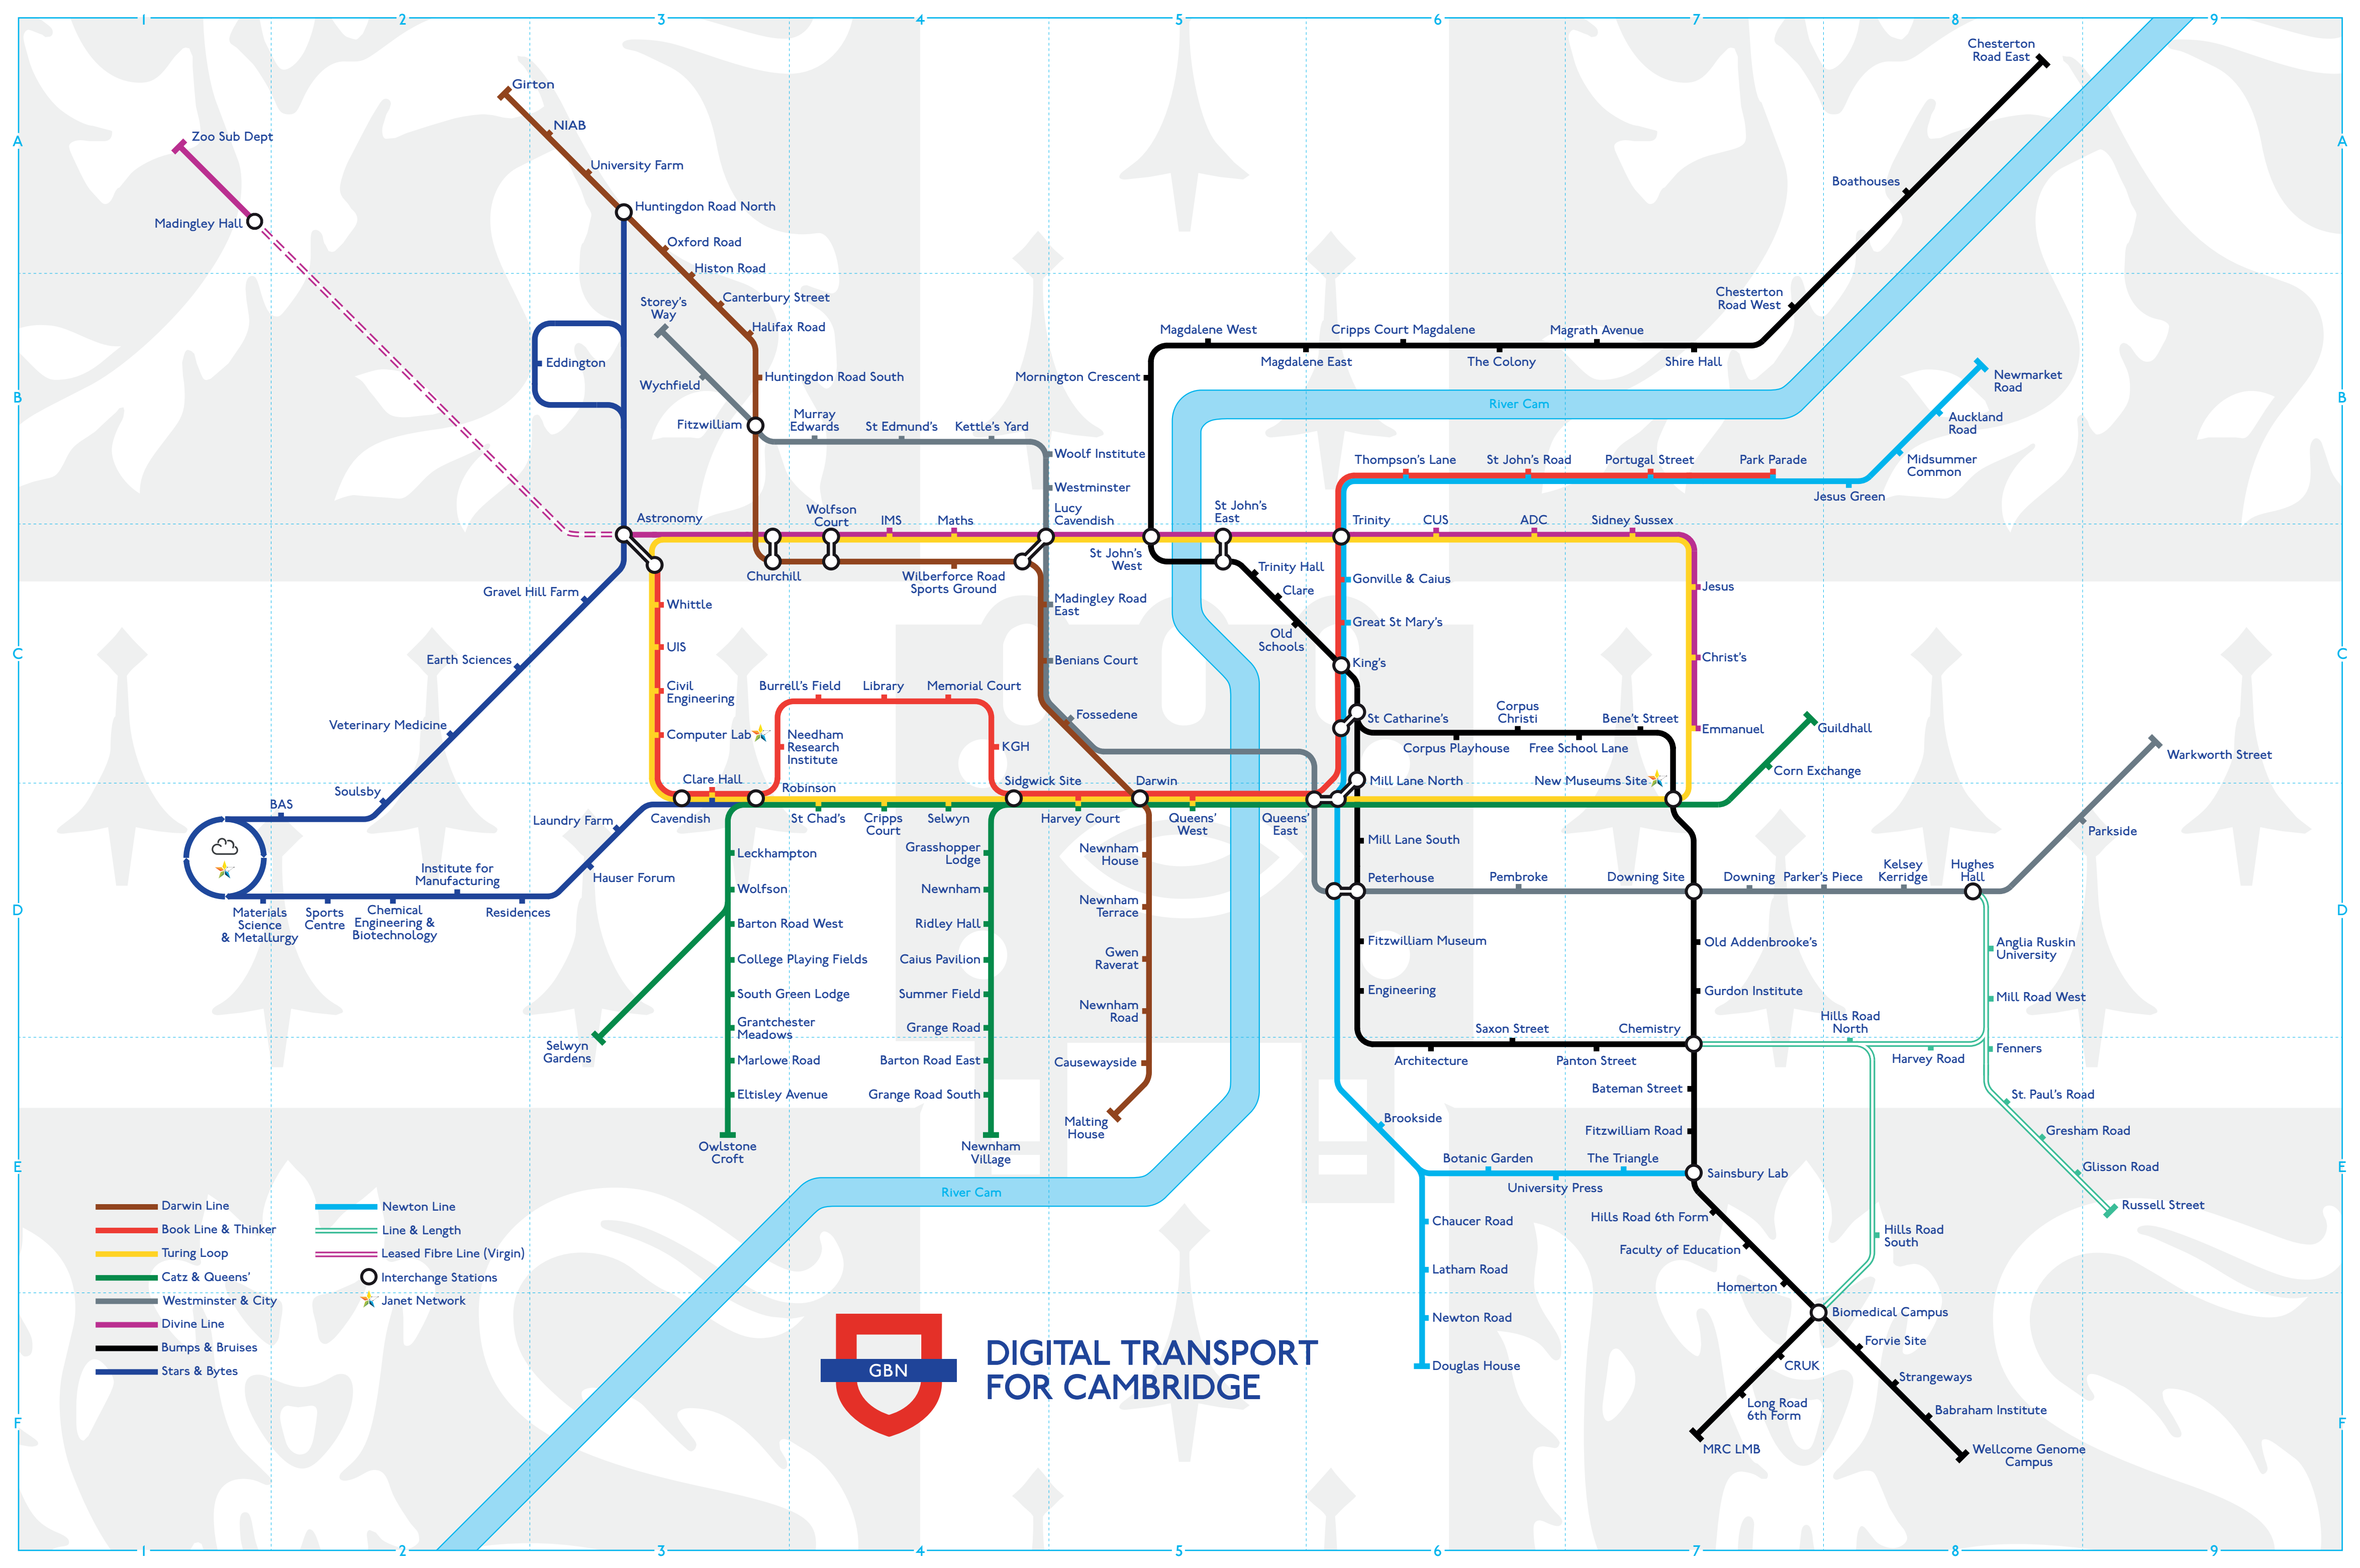 1 2 3 4 5 6 7 8 9
Chesterton
Road East
Girton
NIAB
A
A
Zoo Sub Dept
University Farm
Boathouses
Madingley Hall
Huntingdon Road North
Oxford Road
Histon Road
Storey's
Way
Canterbury Street
Chesterton
Road West
Halifax Road
Magdalene West
Cripps Court Magdalene
Magrath Avenue
Magdalene East
The Colony
Shire Hall
Eddington
Wychfield
Huntingdon Road South
Mornington Crescent
Newmarket
Road
B
B
River Cam
Fitzwilliam
Murray
Edwards
St Edmund's
Kettle's Yard
Auckland
Road
Woolf Institute
Thompson's Lane
St John's Road
Portugal Street
Park Parade
Midsummer
Common
Westminster
Jesus Green
Astronomy
Wolfson
Court
IMS
Maths
Lucy
Cavendish
St John's
East
Trinity
CUS
ADC
Sidney Sussex
St John's
West
Churchill
Wilberforce Road
Sports Ground
Trinity Hall
Gonville & Caius
Jesus
Gravel Hill Farm
Clare
Whittle
Madingley Road
East
Great St Mary's
Old
Schools
UIS
C
C
Earth Sciences
Benians Court
King's
Christ's
Civil
Engineering
Burrell's Field
Library
Memorial Court
Veterinary Medicine
Fossedene
St Catharine's
Corpus
Christi
Bene't Street
Emmanuel
Guildhall
Computer Lab
Needham
Research
Institute
KGH
Corpus Playhouse
Free School Lane
Warkworth Street
Corn Exchange
Soulsby
Clare Hall
Robinson
Sidgwick Site
Darwin
Mill Lane North
New Museums Site
BAS
Laundry Farm
Cavendish
St Chad's
Cripps
Court
Selwyn
Harvey Court
Queens'
West
Queens'
East
Parkside
Leckhampton
Grasshopper
Lodge
Newnham
House
Mill Lane South
Institute for
Manufacturing
Hauser Forum
Wolfson
Newnham
Peterhouse
Pembroke
Downing Site
Downing
Parker's Piece
Kelsey
Kerridge
Hughes
Hall
D
D
Materials
Science
& Metallurgy
Sports
Centre
Chemical
Engineering &
Biotechnology
Residences
Barton Road West
Ridley Hall
Newnham
Terrace
Fitzwilliam Museum
Old Addenbrooke's
Anglia Ruskin
University
College Playing Fields
Caius Pavilion
Gwen
Raverat
South Green Lodge
Summer Field
Engineering
Gurdon Institute
Mill Road West
Newnham
Road
Grantchester
Meadows
Grange Road
Saxon Street
Chemistry
Hills Road
North
Selwyn
Gardens
Marlowe Road
Barton Road East
Causewayside
Architecture
Panton Street
Harvey Road
Fenners
Eltisley Avenue
Grange Road South
Bateman Street
St. Paul's Road
Malting
House
Brookside
Fitzwilliam Road
Gresham Road
Owlstone
Croft
Newnham
Village
E
E
Botanic Garden
The Triangle
Sainsbury Lab
Glisson Road
University Press
River Cam
Russell Street
Darwin Line
Newton Line
Book Line & Thinker
Line & Length
Turing Loop
Leased Fibre Line (Virgin)
Catz & Queens'
Interchange Stations
Westminster & City
Janet Network
Divine Line
Bumps & Bruises
Stars & Bytes
Chaucer Road
Hills Road 6th Form
Hills Road
South
Faculty of Education
Latham Road
Homerton
Newton Road
Biomedical Campus
Forvie Site
Douglas House
CRUK
Strangeways
Long Road
6th Form
Babraham Institute
MRC LMB
Wellcome Genome
Campus
GBN
DIGITAL TRANSPORT
FOR CAMBRIDGE
F
F
1 2 3 4 5 6 7 8 9